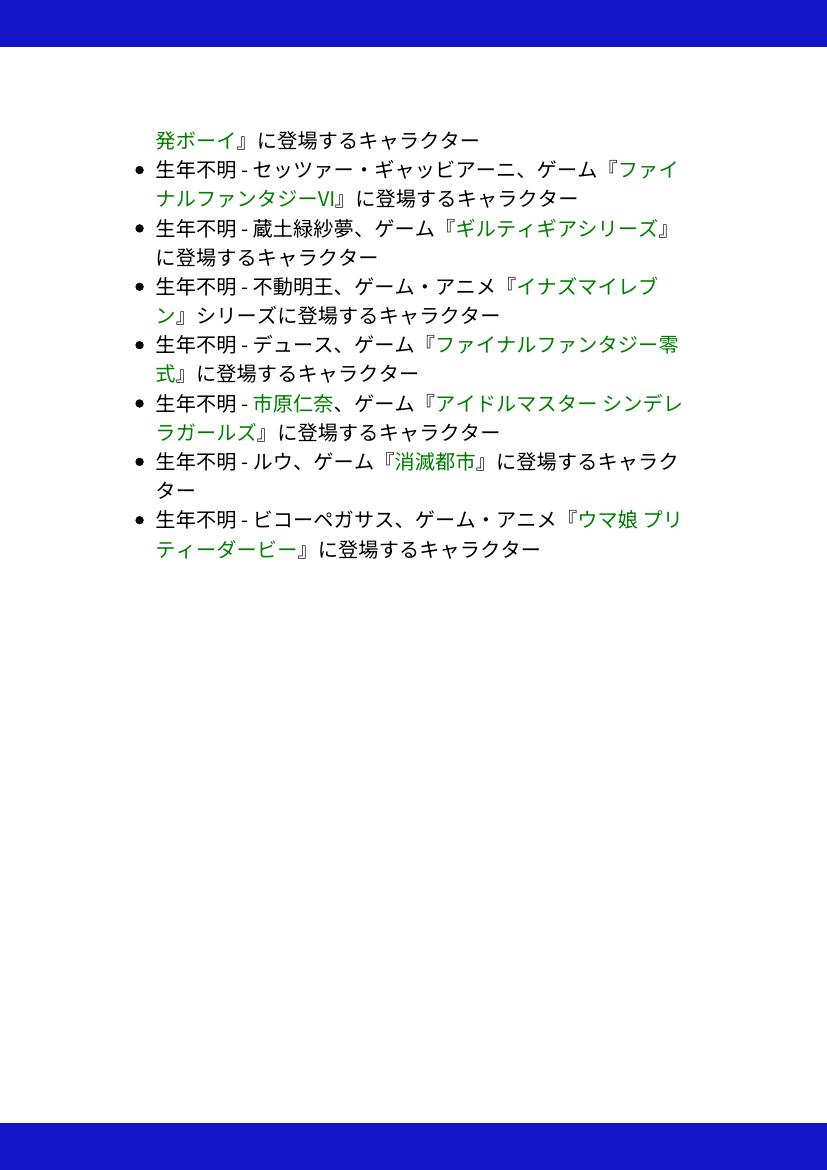 発ボーイ』に登場するキャラクター
● 生年不明 - セッツァー・ギャッビアーニ、ゲーム『ファイ
ナルファンタジーVI』に登場するキャラクター
● 生年不明 - 蔵土緑紗夢、ゲーム『ギルティギアシリーズ』
に登場するキャラクター
● 生年不明 - 不動明王、ゲーム・アニメ『イナズマイレブ
ン』シリーズに登場するキャラクター
● 生年不明 - デュース、ゲーム『ファイナルファンタジー零
式』に登場するキャラクター
● 生年不明 - 市原仁奈、ゲーム『アイドルマスター シンデレ
ラガールズ』に登場するキャラクター
● 生年不明 - ルウ、ゲーム『消滅都市』に登場するキャラク
ター
● 生年不明 - ビコーペガサス、ゲーム・アニメ『ウマ娘 プリ
ティーダービー』に登場するキャラクター